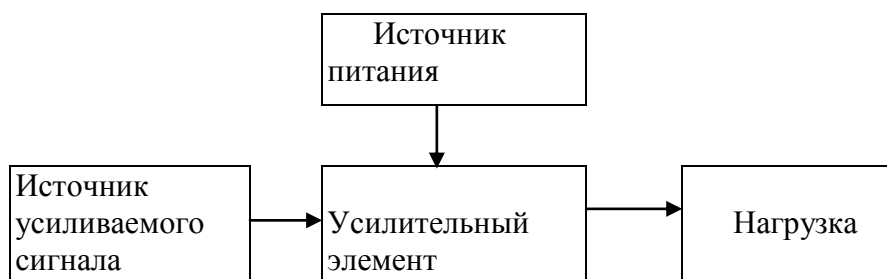 Источник
питания
Источник
усиливаемого
сигнала
Усилительный
элемент
Нагрузка